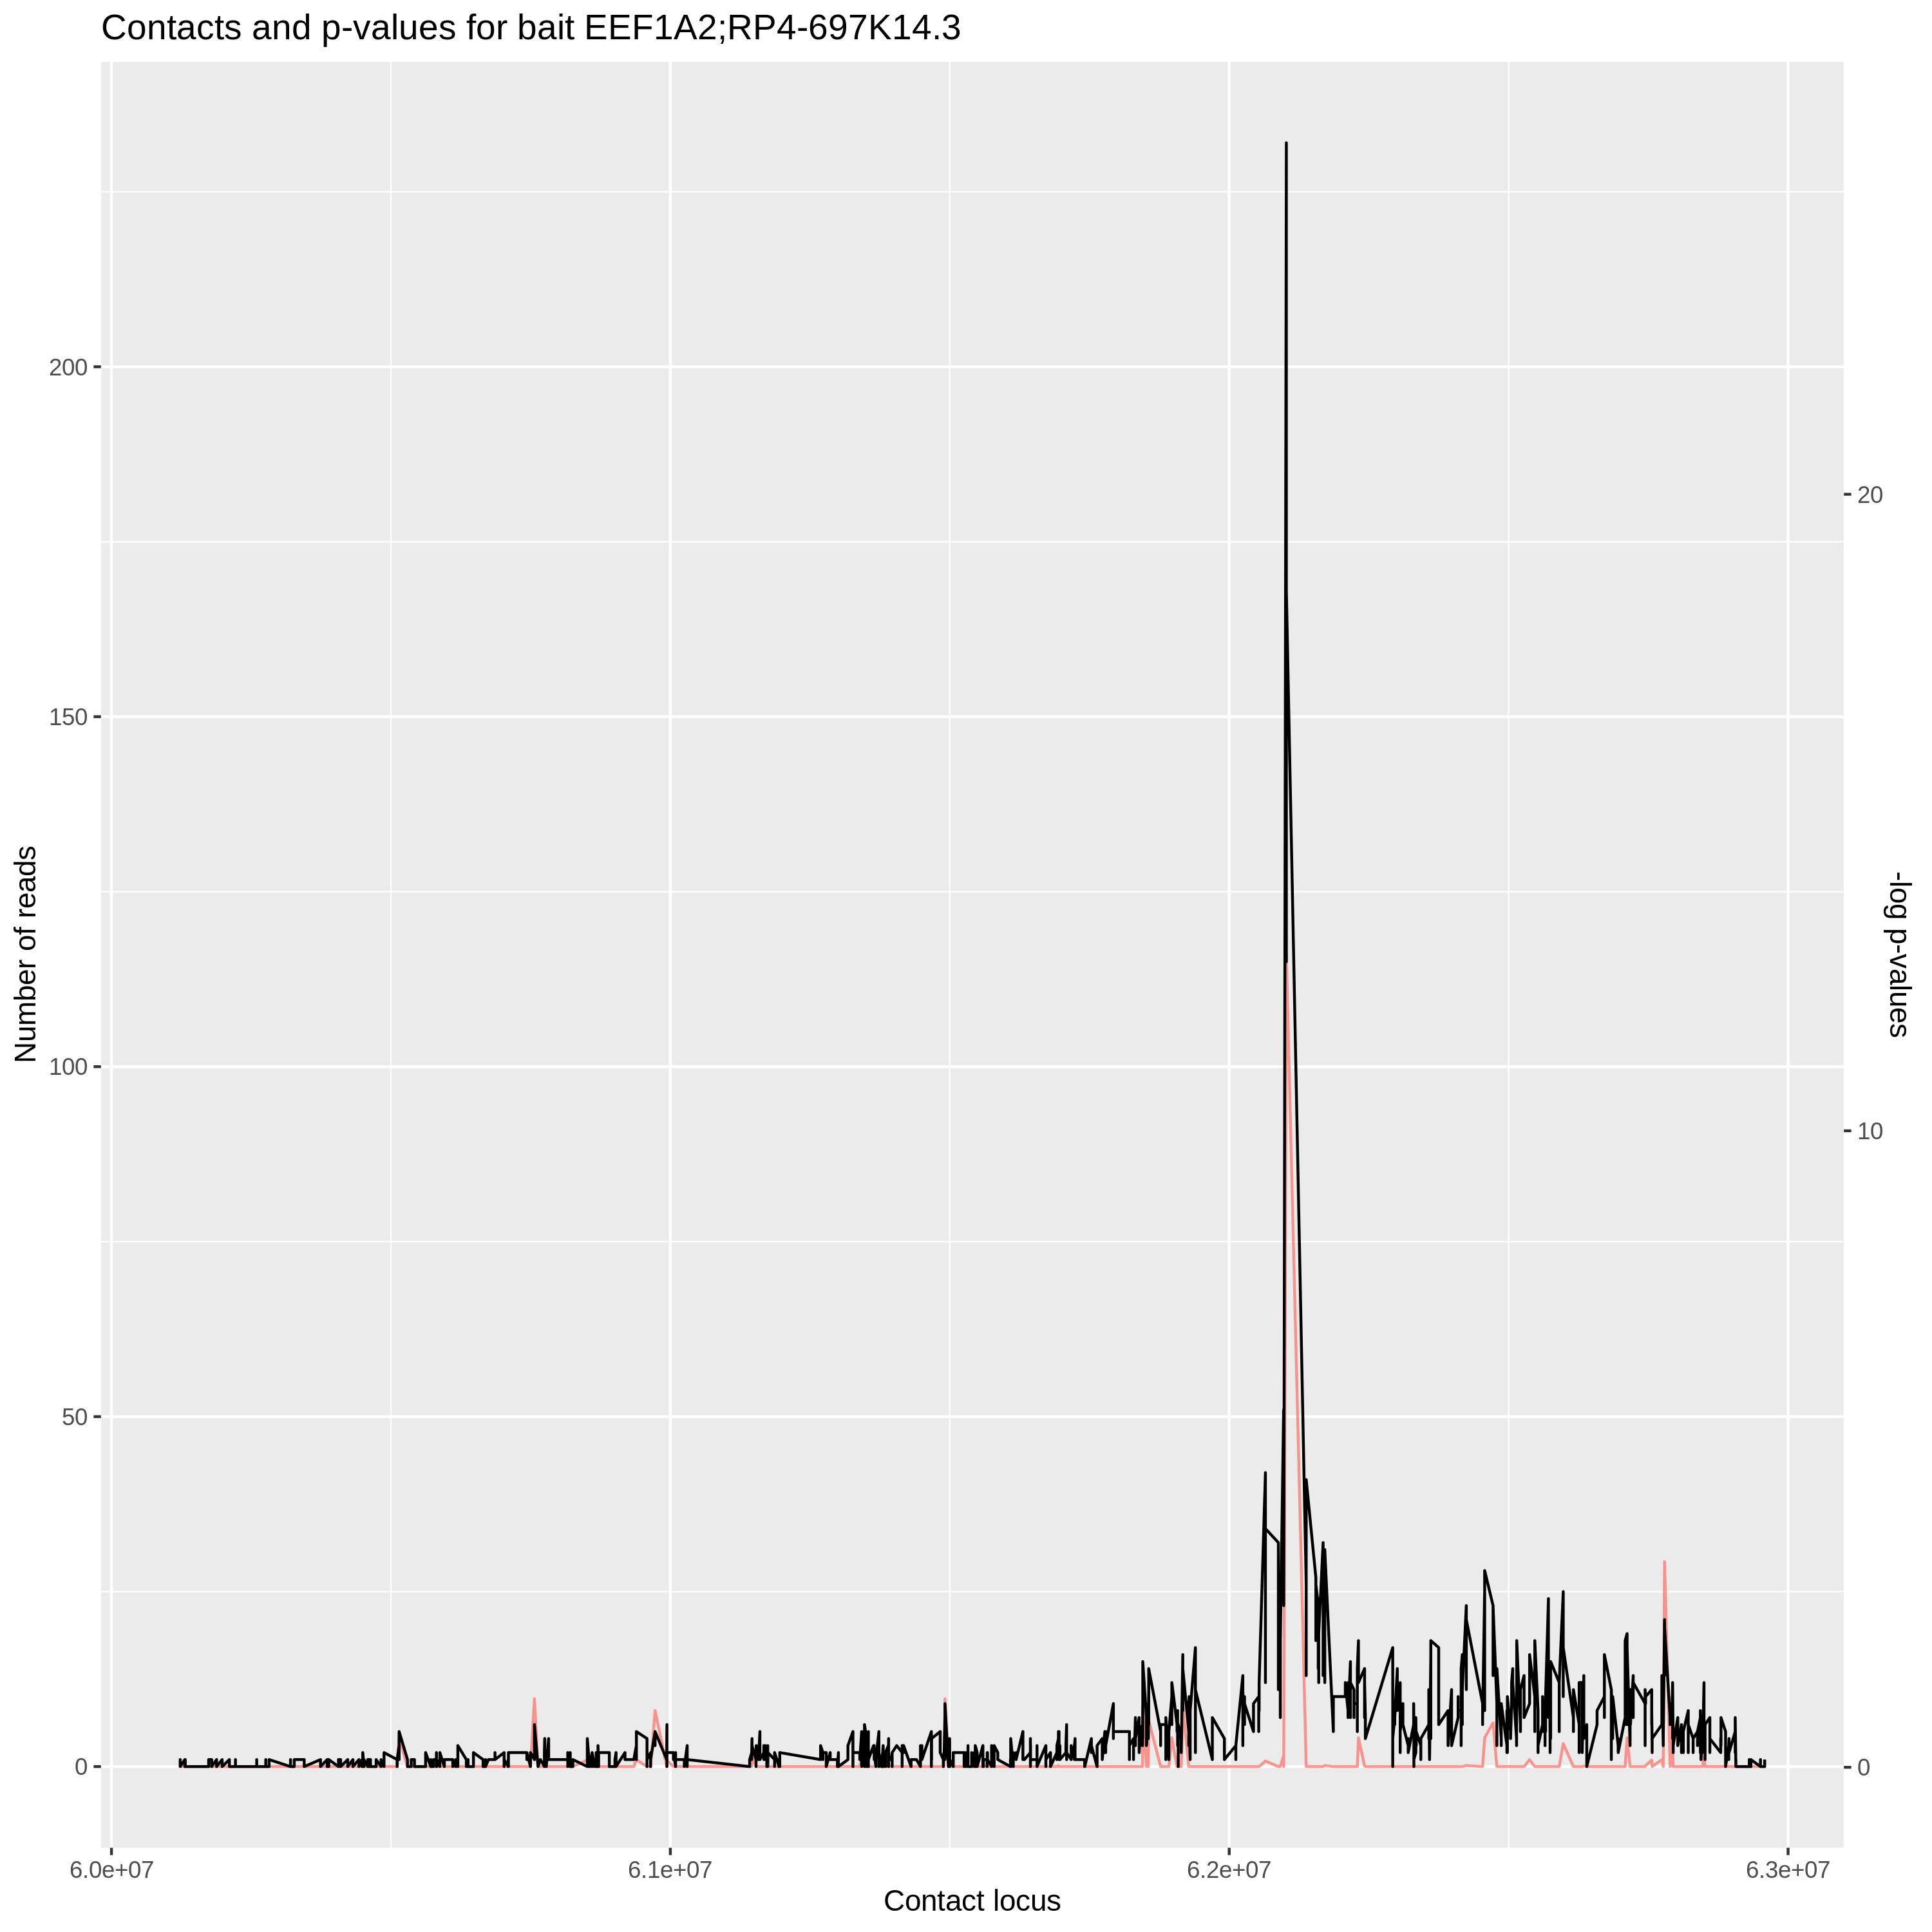 Contacts and p-values for bait EEF1A2;RP4-697K14.3
200
150
100
50
0
Number of reads
20
10
0
-log p-values
6.0e+07
6.1e+07
6.2e+07
6.3e+07
Contact locus